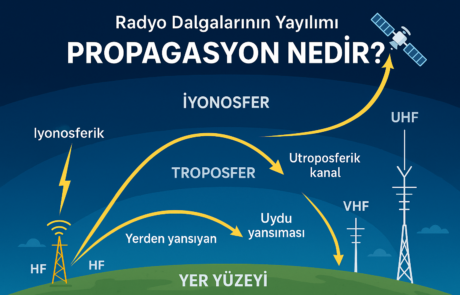 Radyo Dalgalarının Yayılımı
PROPAGASYON NEDİR?
İYONOSFER
Iyonosferik
UHF
TROPOSFER
Utroposferik
kanal
VHF
Uydu
yansıması
Yerden yansıyan
HF
HF
YER YÜZEYİ